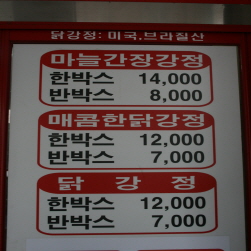 닭강정: 미국.브라질산
마늘간장강정
한박스 14,000
반박스 8,000
매콤한닭강정
한박스 12,000
반박스 7,000
닭강정
한박스 12,000
반박스 7,000